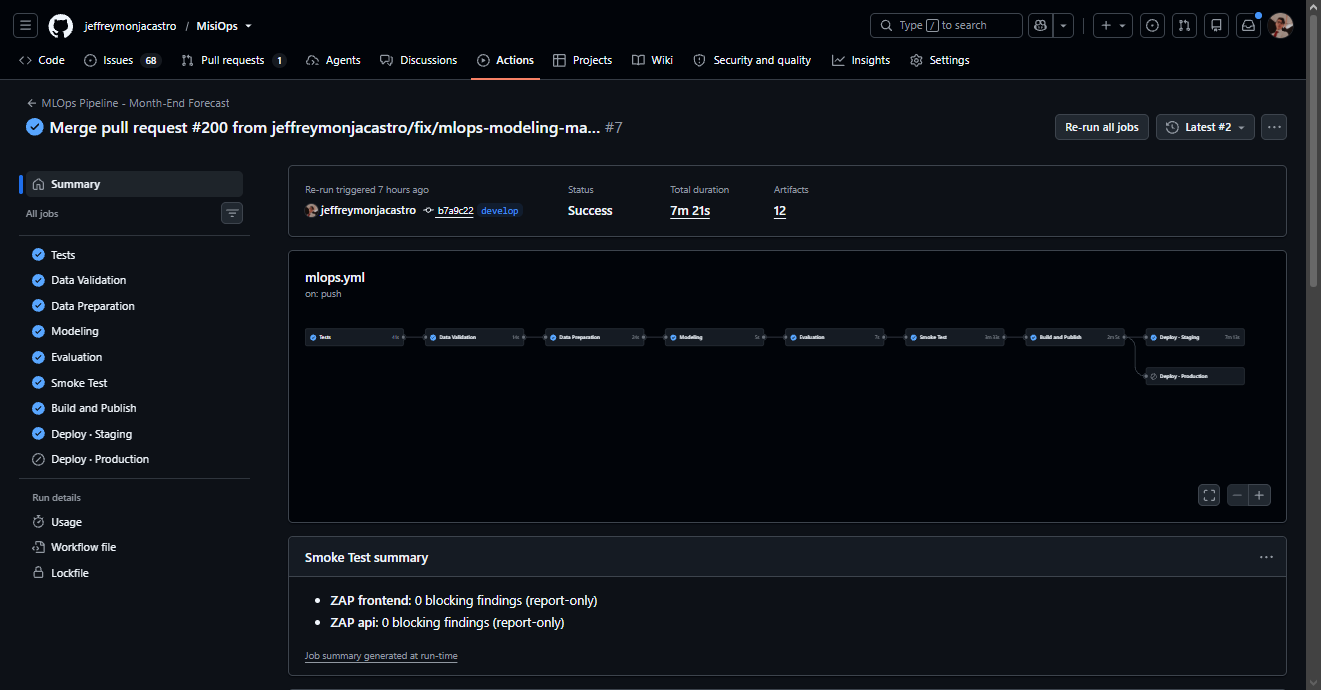 jeffreymonjacastro / MisiOps
Type / to search
Code Issues 68 Pull requests 1 Agents Discussions Actions Projects Wiki Security and quality Insights Settings
MLOps Pipeline - Month-End Forecast
Merge pull request #200 from jeffreymonjacastro/fix/mlops-modeling-ma... #7
Re-run all jobs Latest #2
Summary
All jobs
Tests
Data Validation
Data Preparation
Modeling
Evaluation
Smoke Test
Build and Publish
Deploy · Staging
Deploy · Production
Run details
Usage
Workflow file
Lockfile
Re-run triggered 7 hours ago Status Total duration Artifacts
jeffreymonjacastro b7a9c22 develop Success 7m 21s 12
mlops.yml
on: push
Tests Data Validation Data Preparation Modeling Evaluation Smoke Test Build and Publish Deploy · Staging
Deploy · Production
Smoke Test summary
ZAP frontend: 0 blocking findings (report-only)
ZAP api: 0 blocking findings (report-only)
Job summary generated at run-time